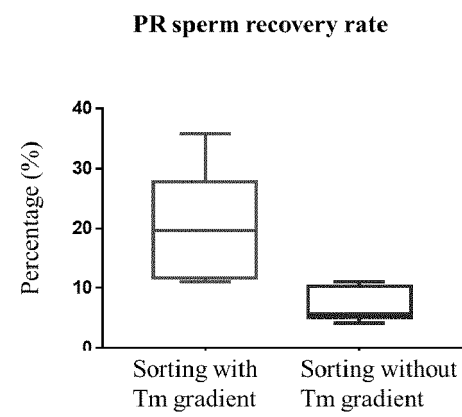 PR sperm recovery rate
Percentage (%)
40
30
20
10
0
Sorting with
Tm gradient
Sorting without
Tm gradient